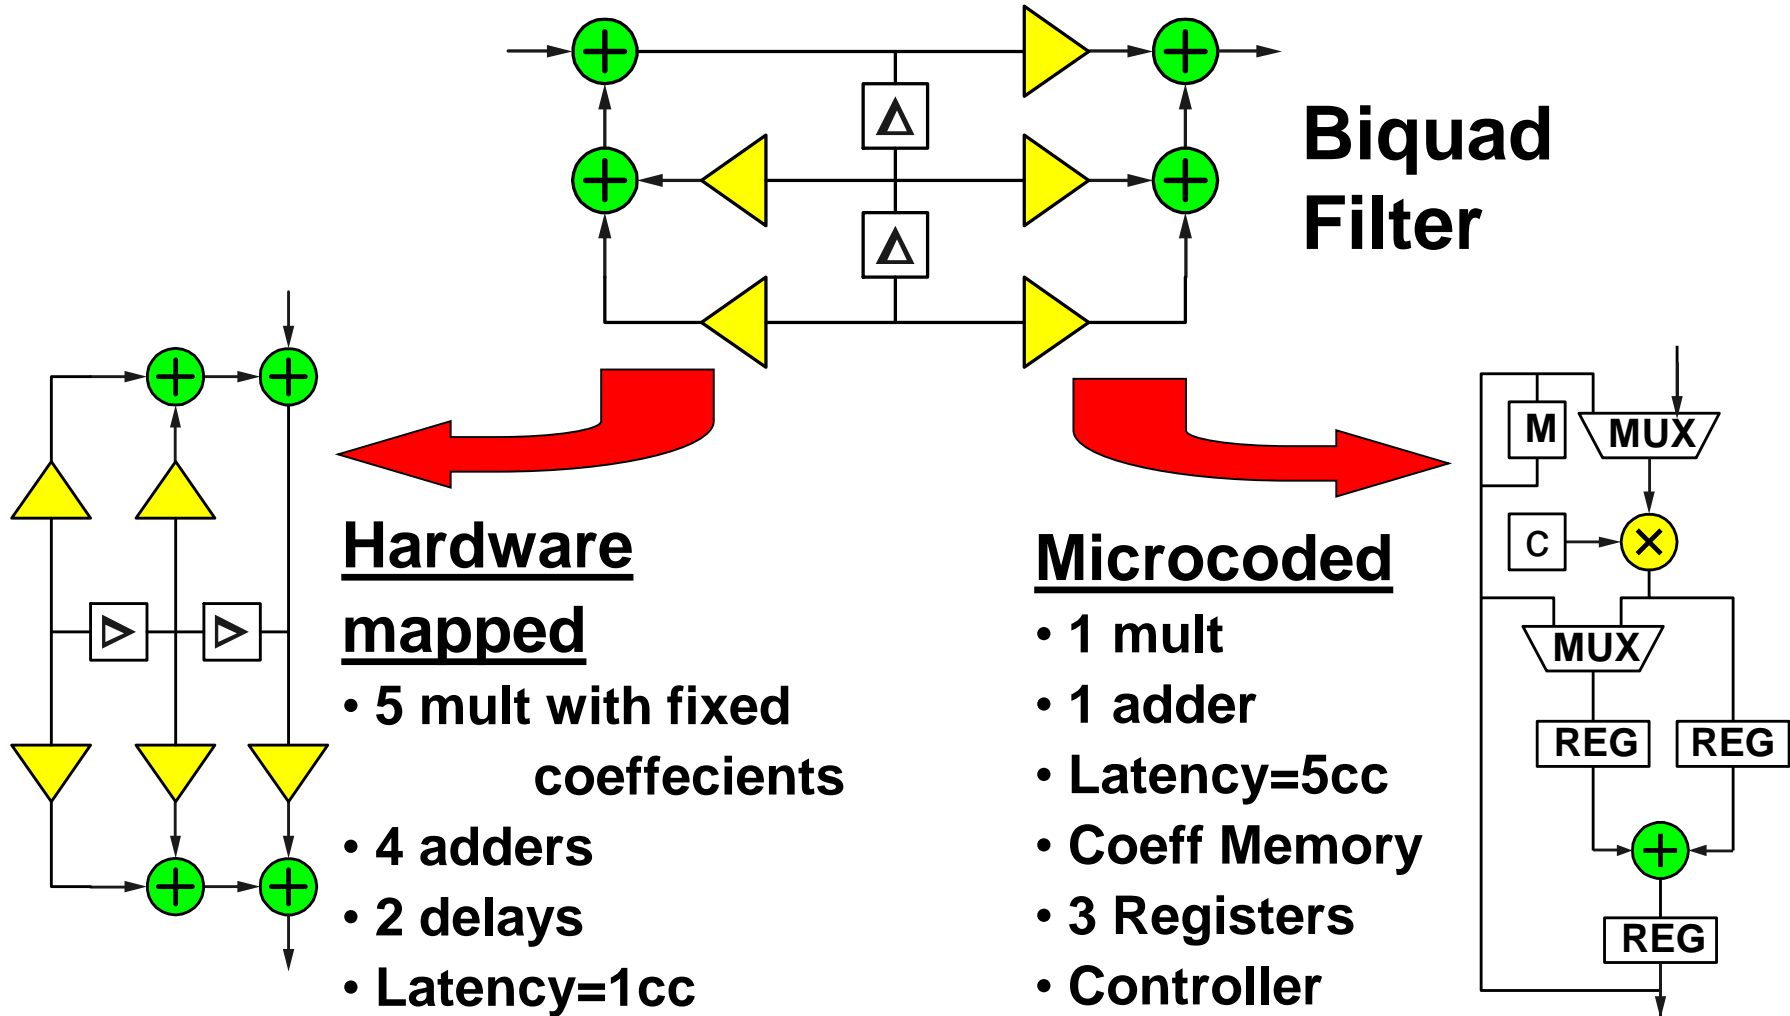 Biquad
Filter
Hardware
mapped
• 5 mult with fixed
coeffecients
• 4 adders
• 2 delays
• Latency=1cc
Microcoded
• 1 mult
• 1 adder
• Latency=5cc
• Coeff Memory
• 3 Registers
• Controller
M
MUX
C
MUX
REG
REG
REG